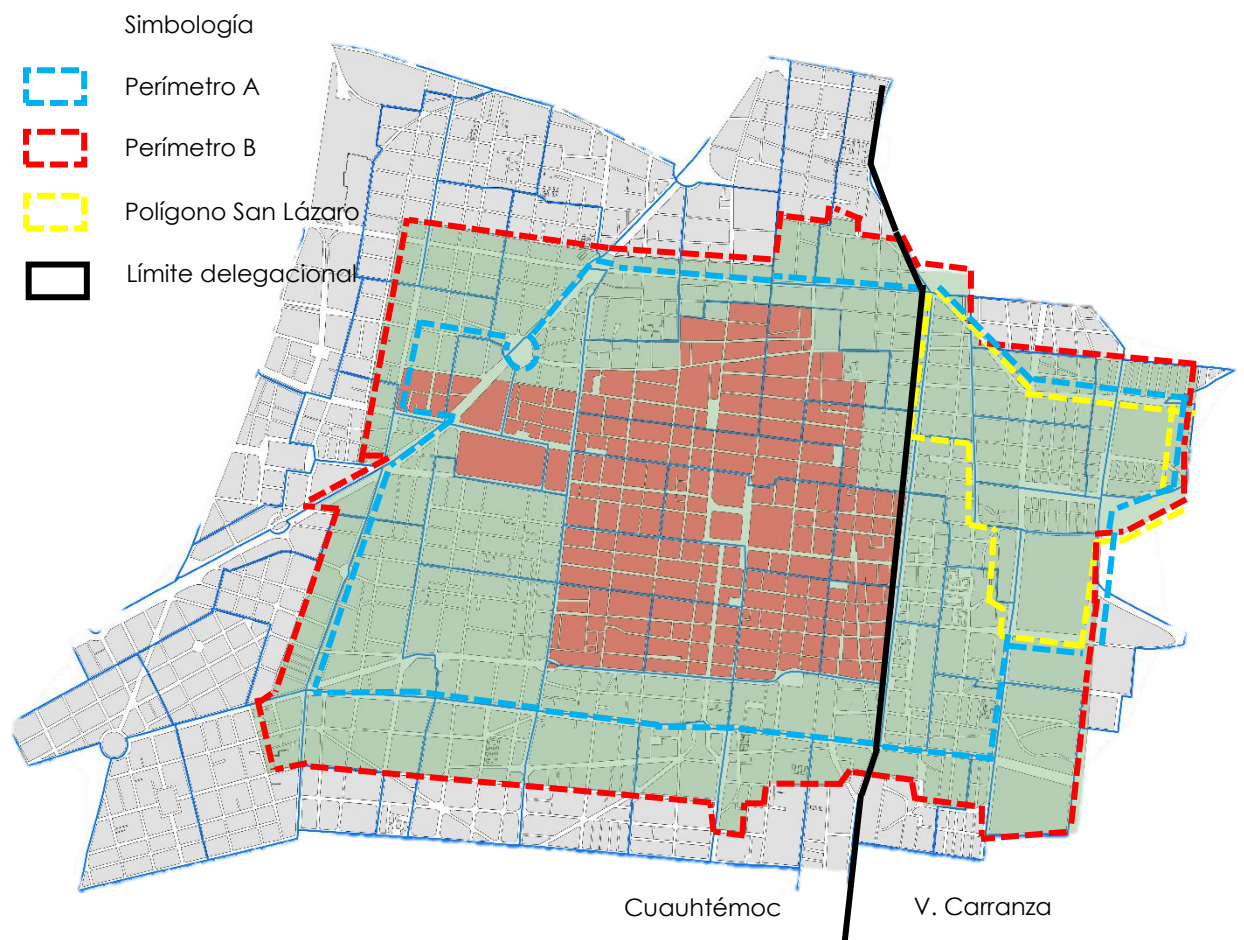 Simbología
Perímetro A
Perímetro B
Polígono San Lázaro
Límite delegacional
Cuauhtémoc
V. Carranza